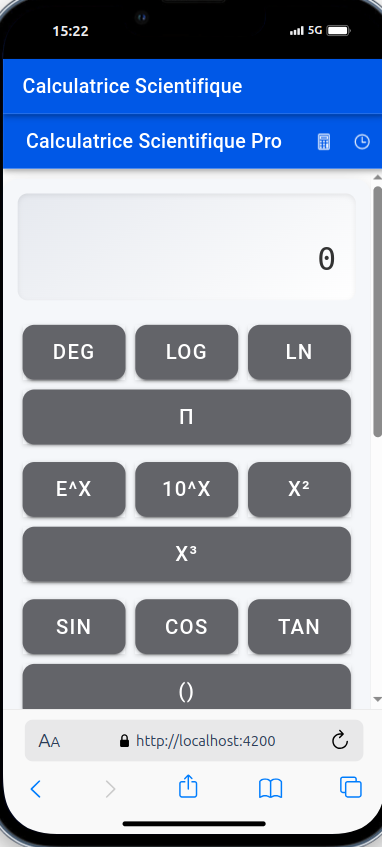 15:22 5G
Calculatrice Scientifique
Calculatrice Scientifique Pro
0
DEG LOG LN
Π
E^X 10^X X²
X³
SIN COS TAN
()
AA http://localhost:4200